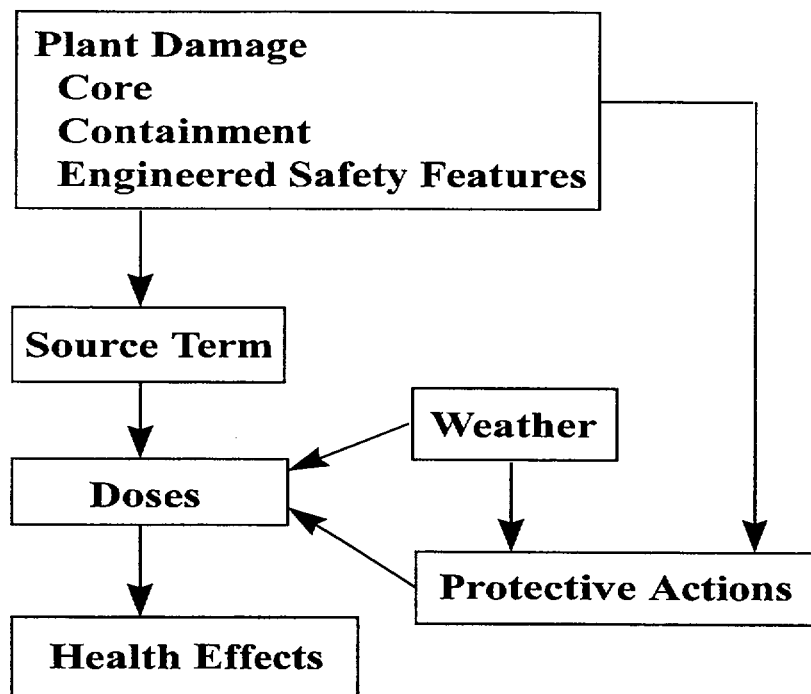 Plant Damage
Core
Containment
Engineered Safety Features
Source Term
Weather
Doses
Protective Actions
Health Effects